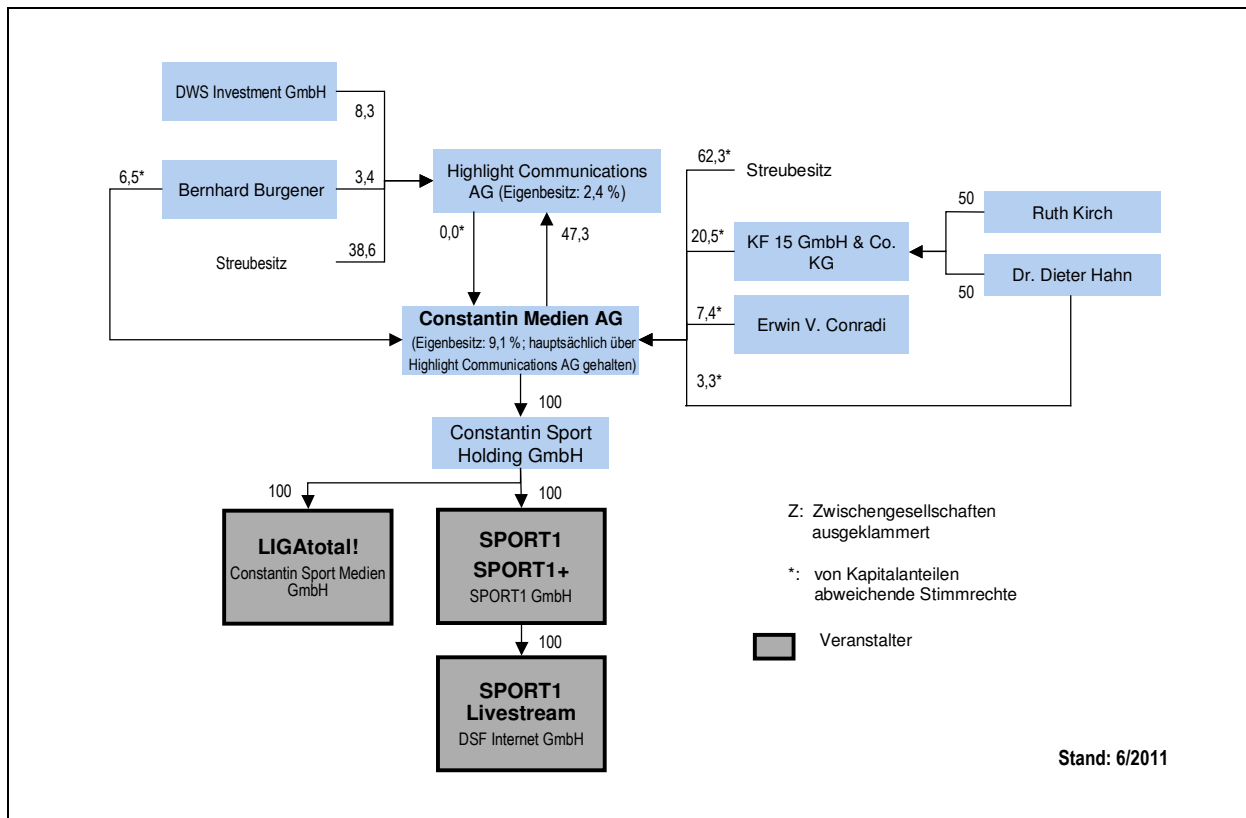 DWS Investment GmbH
8,3
6,5*
Bernhard Burgener
3,4
Streubesitz
38,6
Highlight Communications
AG (Eigenbesitz: 2,4 %)
0,0*
47,3
62,3*
Streubesitz
20,5*
KF 15 GmbH & Co.
KG
50
Ruth Kirch
50
Dr. Dieter Hahn
7,4*
Erwin V. Conradi
3,3*
Constantin Medien AG
(Eigenbesitz: 9,1 %; hauptsächlich über
Highlight Communications AG gehalten)
100
Constantin Sport
Holding GmbH
100
100
LIGAtotal!
Constantin Sport Medien
GmbH
SPORT1
SPORT1+
SPORT1 GmbH
100
SPORT1
Livestream
DSF Internet GmbH
Z: Zwischengesellschaften
ausgeklammert
*: von Kapitalanteilen
abweichende Stimmrechte
Veranstalter
Stand: 6/2011